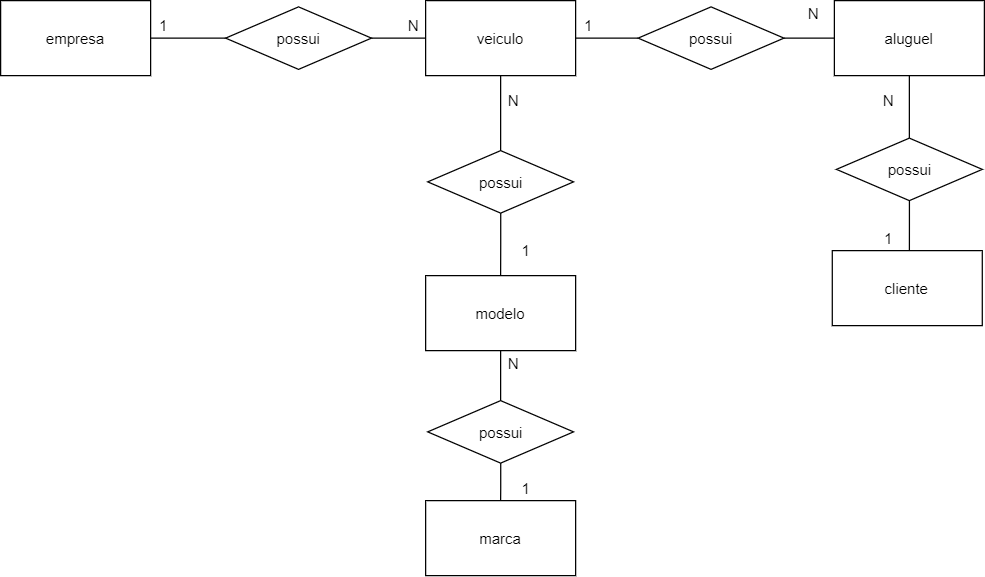 empresa
1
possui
N
veiculo
1
possui
N
aluguel
N
possui
1
modelo
N
possui
1
marca
N
possui
1
cliente